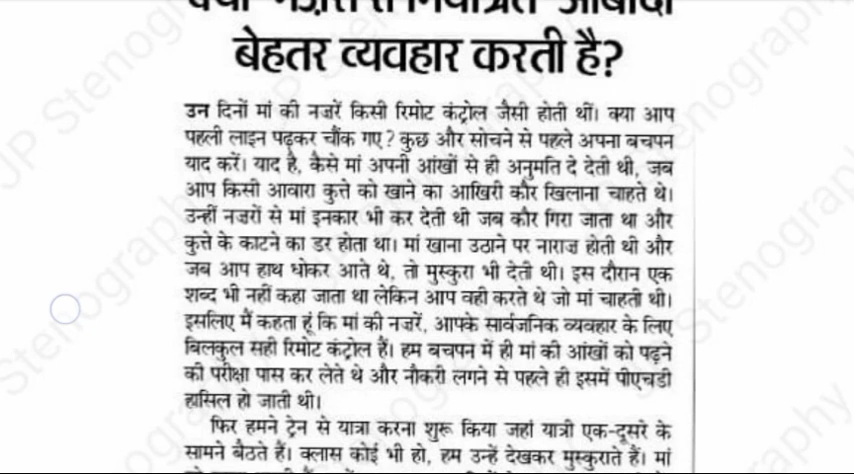 क्या नज़रों से नियंत्रित आबादी
बेहतर व्यवहार करती है?
उन दिनों मां की नजरें किसी रिमोट कंट्रोल जैसी होती थीं। क्या आप
पहली लाइन पढ़कर चौंक गए? कुछ और सोचने से पहले अपना बचपन
याद करें। याद है, कैसे मां अपनी आंखों से ही अनुमति दे देती थी, जब
आप किसी आवारा कुत्ते को खाने का आखिरी कौर खिलाना चाहते थे।
उन्हीं नजरों से मां इनकार भी कर देती थी जब कौर गिरा जाता था और
कुत्ते के काटने का डर होता था। मां खाना उठाने पर नाराज होती थी और
जब आप हाथ धोकर आते थे, तो मुस्कुरा भी देती थी। इस दौरान एक
शब्द भी नहीं कहा जाता था लेकिन आप वही करते थे जो मां चाहती थी।
इसलिए मैं कहता हूं कि मां की नजरें, आपके सार्वजनिक व्यवहार के लिए
बिलकुल सही रिमोट कंट्रोल हैं। हम बचपन में ही मां की आंखों को पढ़ने
की परीक्षा पास कर लेते थे और नौकरी लगने से पहले ही इसमें पीएचडी
हासिल हो जाती थी।
फिर हमने ट्रेन से यात्रा करना शुरू किया जहां यात्री एक-दूसरे के
सामने बैठते हैं। क्लास कोई भी हो, हम उन्हें देखकर मुस्कुराते हैं। मां
JP Stenography